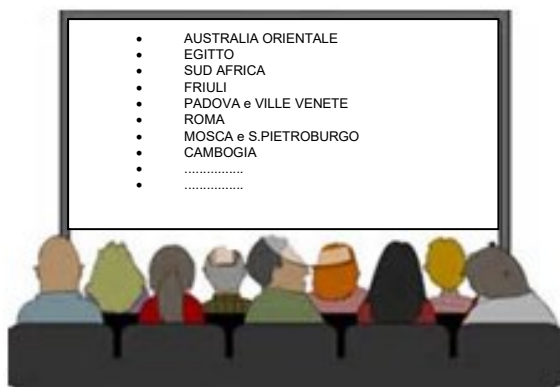 • AUSTRALIA ORIENTALE
• EGITTO
• SUD AFRICA
• FRIULI
• PADOVA e VILLE VENETE
• ROMA
• MOSCA e S.PIETROBURGO
• CAMBOGIA
• ................
• ................